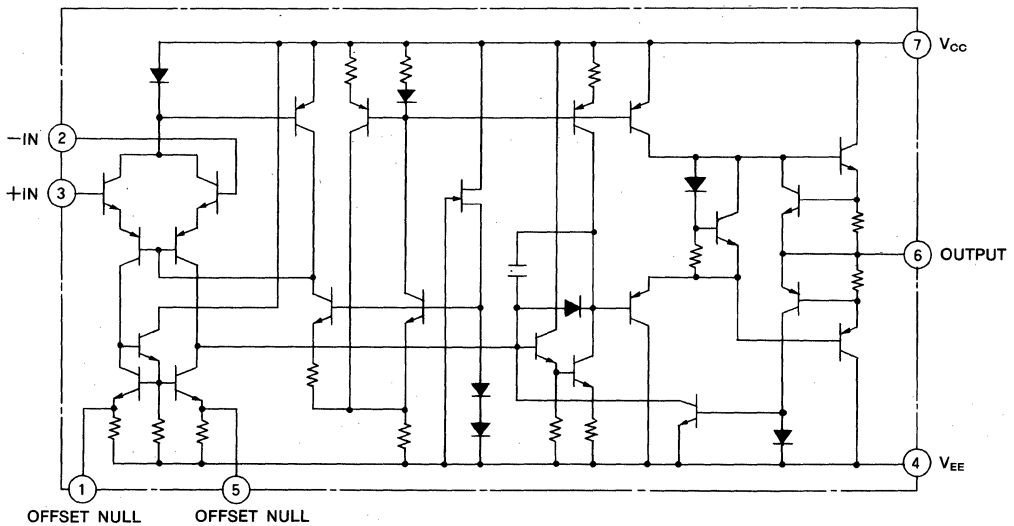 7 VCC
−IN 2
+IN 3
6 OUTPUT
4 VEE
1 5
OFFSET NULL OFFSET NULL